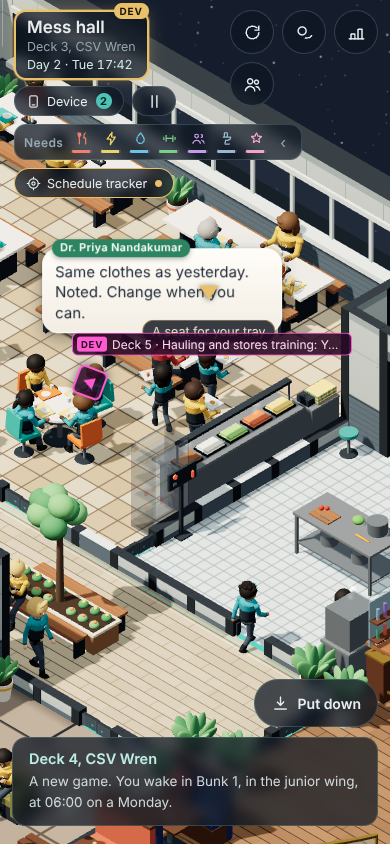 DEV
Mess hall
Deck 3, CSV Wren
Day 2 · Tue 17:42
Device 2
Needs
Schedule tracker
Dr. Priya Nandakumar
Same clothes as yesterday.
Noted. Change when you
can.
A seat for your tray
DEV Deck 5 · Hauling and stores training: Y...
Put down
Deck 4, CSV Wren
A new game. You wake in Bunk 1, in the junior wing,
at 06:00 on a Monday.